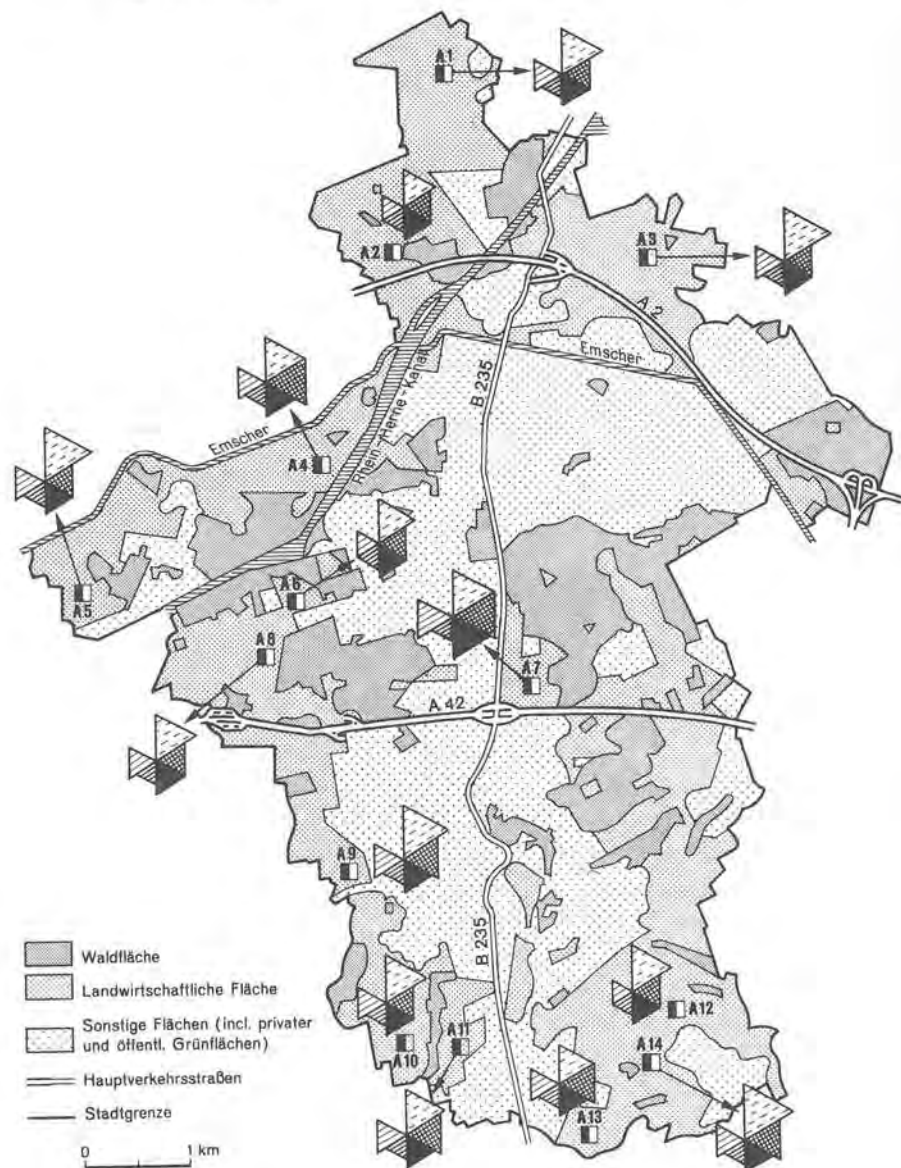 A1
A2
A3
A 2
Emscher
B 235
Rhein-Herne-Kanal
Emscher
A4
A5
A6
A8
A7
A 42
A9
B 235
Waldfläche
Landwirtschaftliche Fläche
Sonstige Flächen (incl. privater
und öffentl. Grünflächen)
Hauptverkehrsstraßen
Stadtgrenze
0 1 km
A10
A11
A12
A14
A13